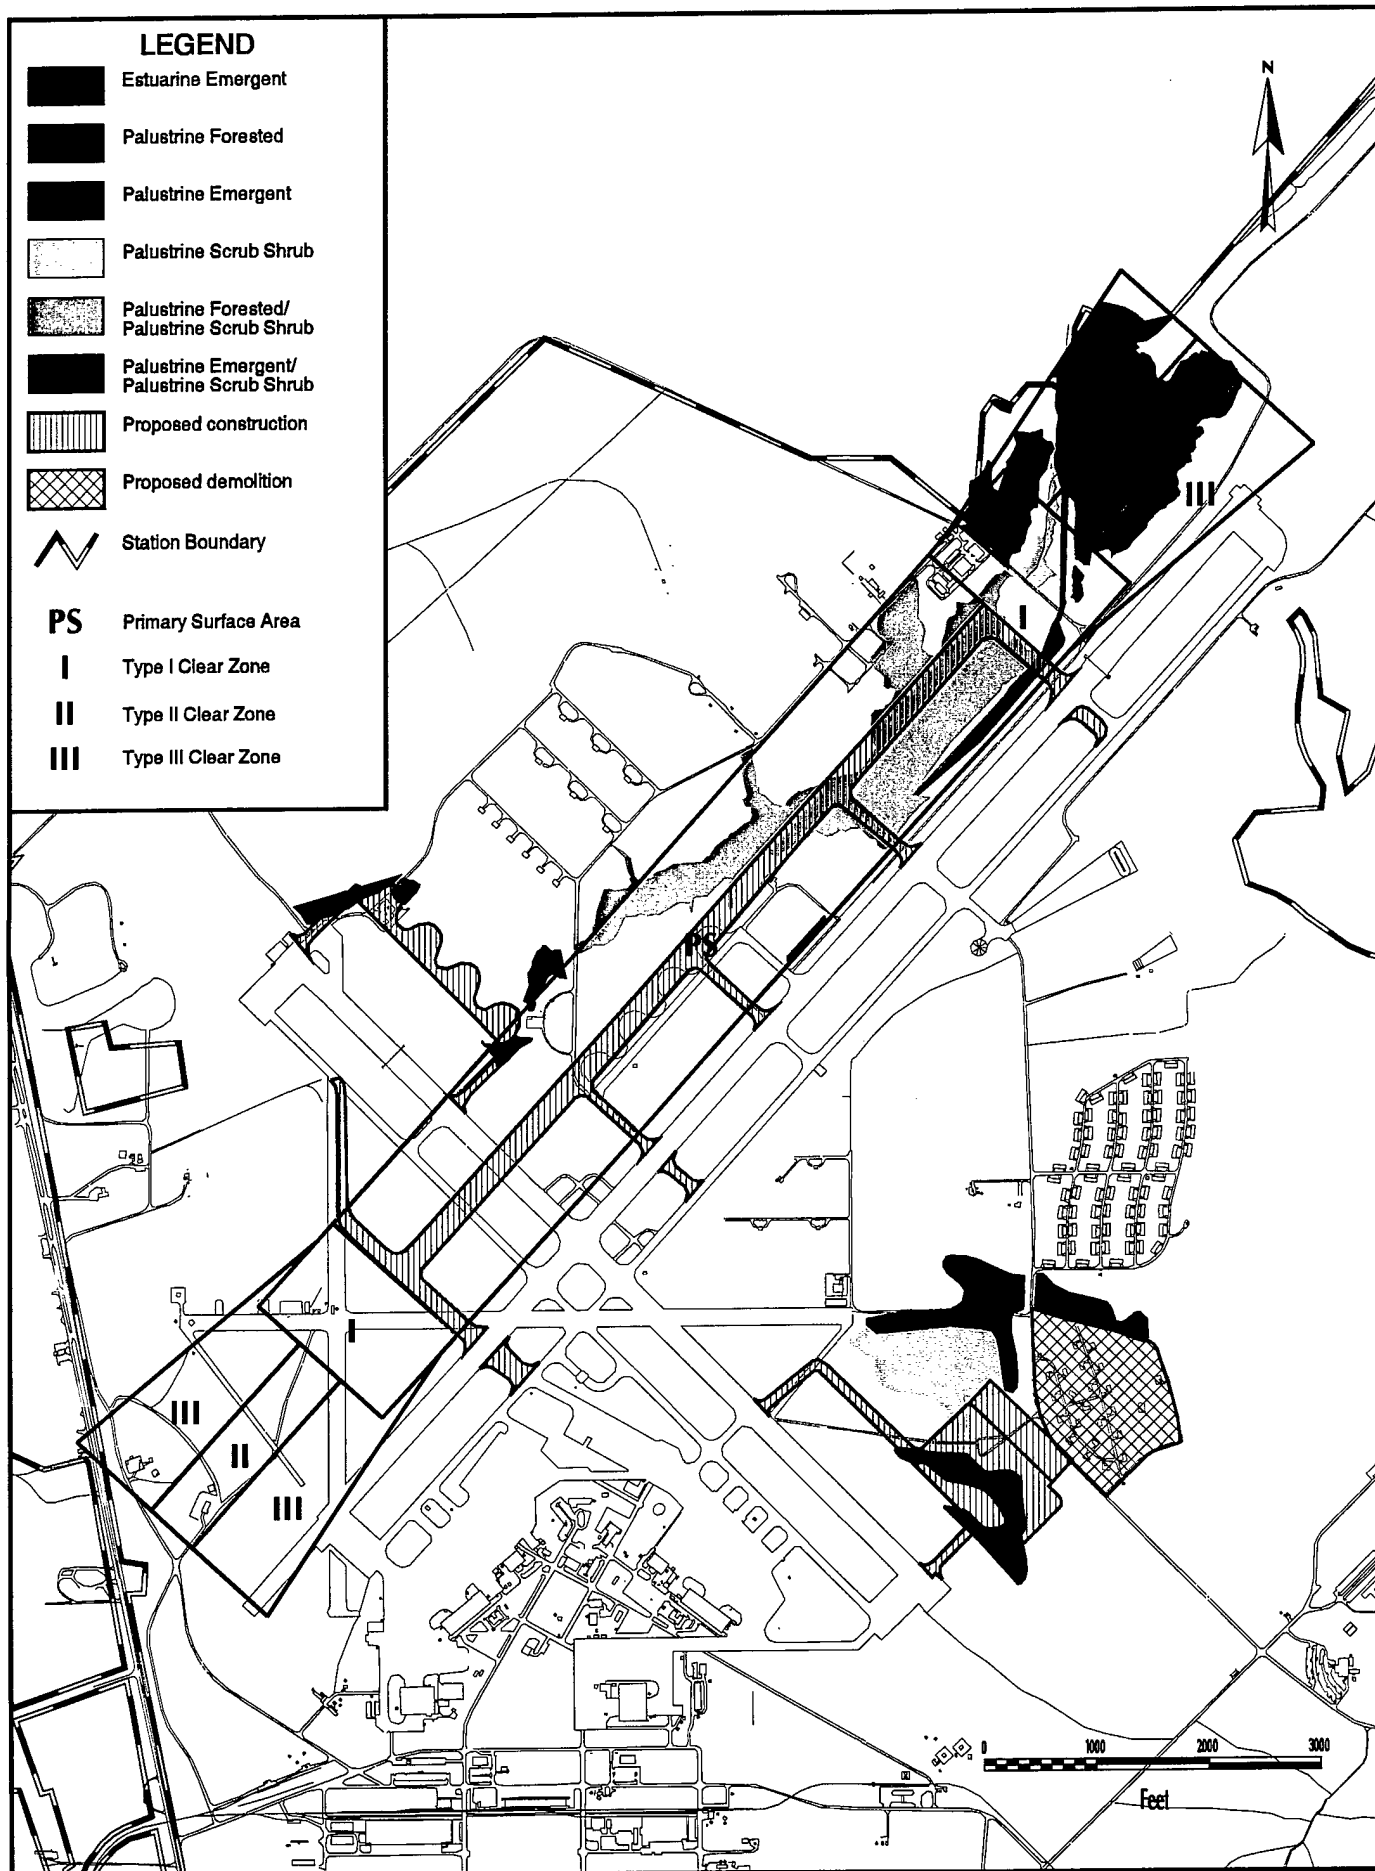 LEGEND
Estuarine Emergent
Palustrine Forested
Palustrine Emergent
Palustrine Scrub Shrub
Palustrine Forested/
Palustrine Scrub Shrub
Palustrine Emergent/
Palustrine Scrub Shrub
Proposed construction
Proposed demolition
Station Boundary
PS Primary Surface Area
I Type I Clear Zone
II Type II Clear Zone
III Type III Clear Zone
N
III
I
PS
I
III
II
III
0 1000 2000 3000
Feet